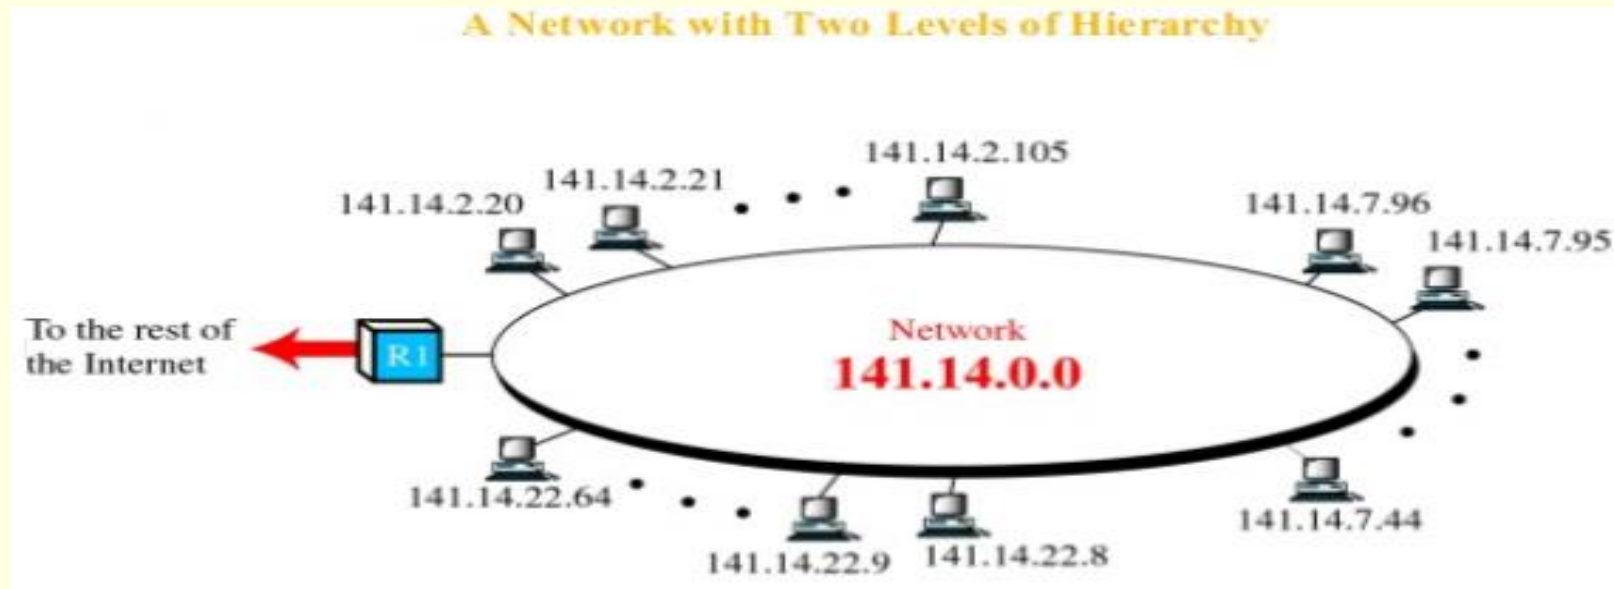 A Network with Two Levels of Hierarchy
141.14.2.105
141.14.2.21
141.14.2.20
141.14.7.96
141.14.7.95
To the rest of
the Internet
R1
Network
141.14.0.0
141.14.22.64
141.14.22.9
141.14.22.8
141.14.7.44